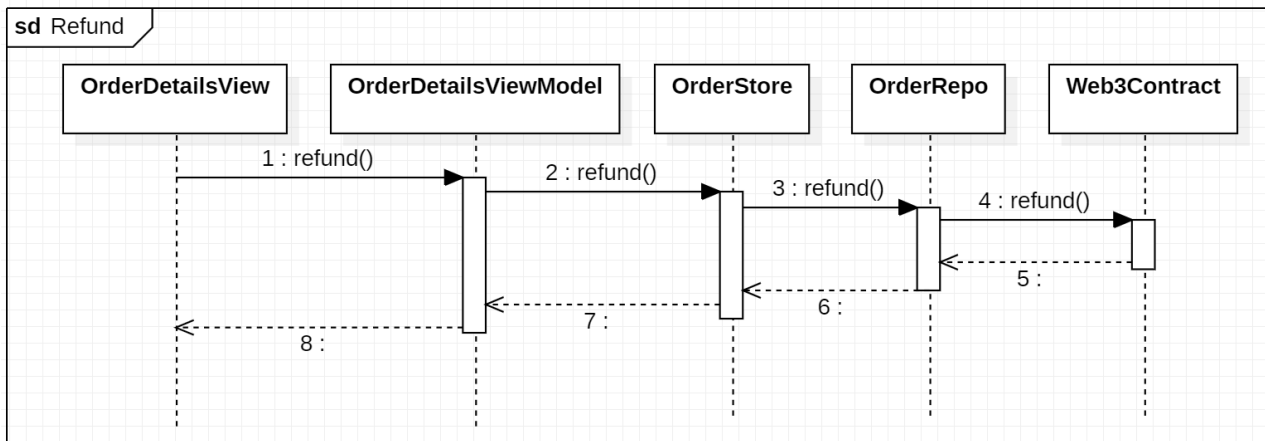 sd Refund
OrderDetailsView
OrderDetailsViewModel
OrderStore
OrderRepo
Web3Contract
1 : refund()
2 : refund()
3 : refund()
4 : refund()
5 :
6 :
7 :
8 :